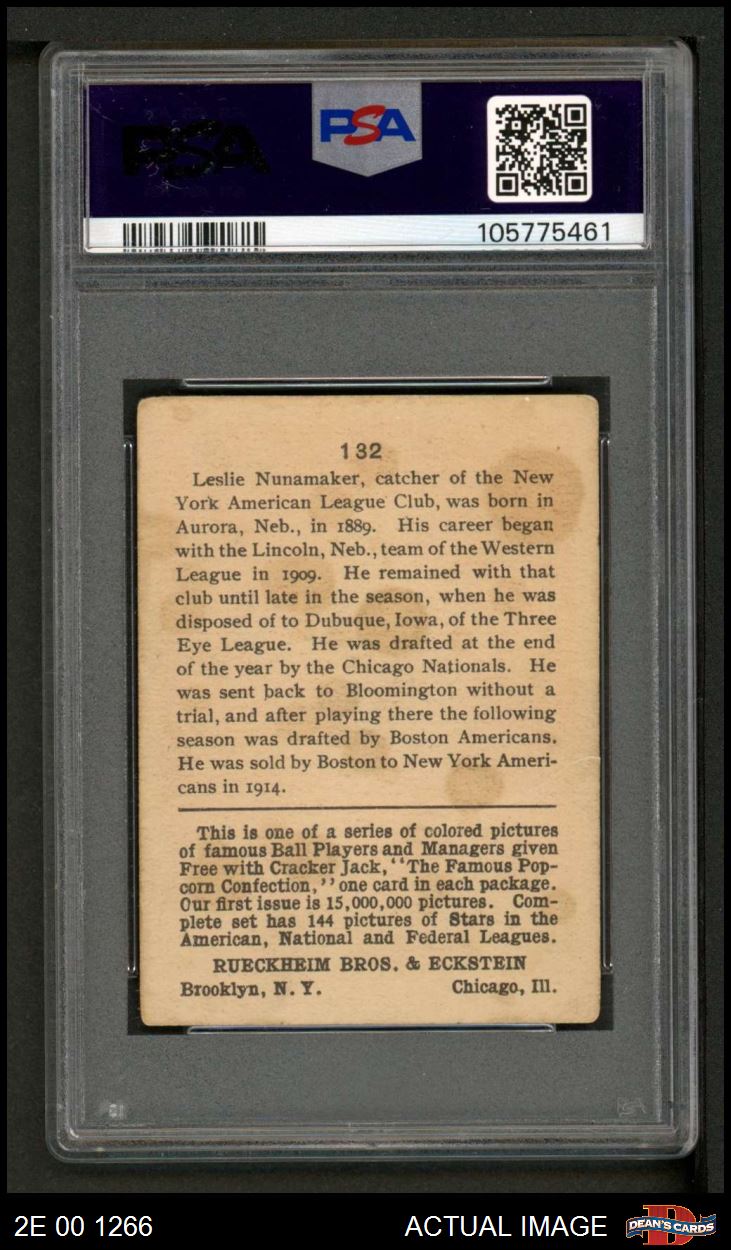 PSA
PSA
105775461
132
Leslie Nunamaker, catcher of the New
York American League Club, was born in
Aurora, Neb., in 1889. His career began
with the Lincoln, Neb., team of the Western
League in 1909. He remained with that
club until late in the season, when he was
disposed of to Dubuque, Iowa, of the Three
Eye League. He was drafted at the end
of the year by the Chicago Nationals. He
was sent back to Bloomington without a
trial, and after playing there the following
season was drafted by Boston Americans.
He was sold by Boston to New York Ameri-
cans in 1914.
This is one of a series of colored pictures
of famous Ball Players and Managers given
Free with Cracker Jack, "The Famous Pop-
corn Confection," one card in each package.
Our first issue is 15,000,000 pictures. Com-
plete set has 144 pictures of Stars in the
American, National and Federal Leagues.
RUECKHEIM BROS. & ECKSTEIN
Brooklyn, N. Y. Chicago, Ill.
2E 00 1266 ACTUAL IMAGE DEAN'S CARDS